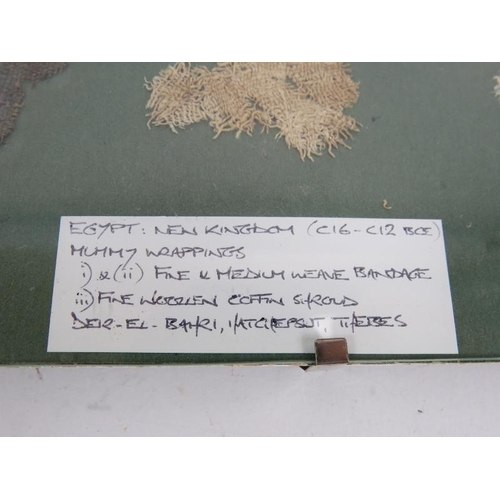 EGYPT: NEW KINGDOM (C16-C12 BCE)
MUMMY WRAPPINGS
i) & (ii) FINE & MEDIUM WEAVE BANDAGE
iii) FINE WOOLLEN COFFIN SHROUD
DEIR-EL-BAHRI, HATCHEPSUT, THEBES